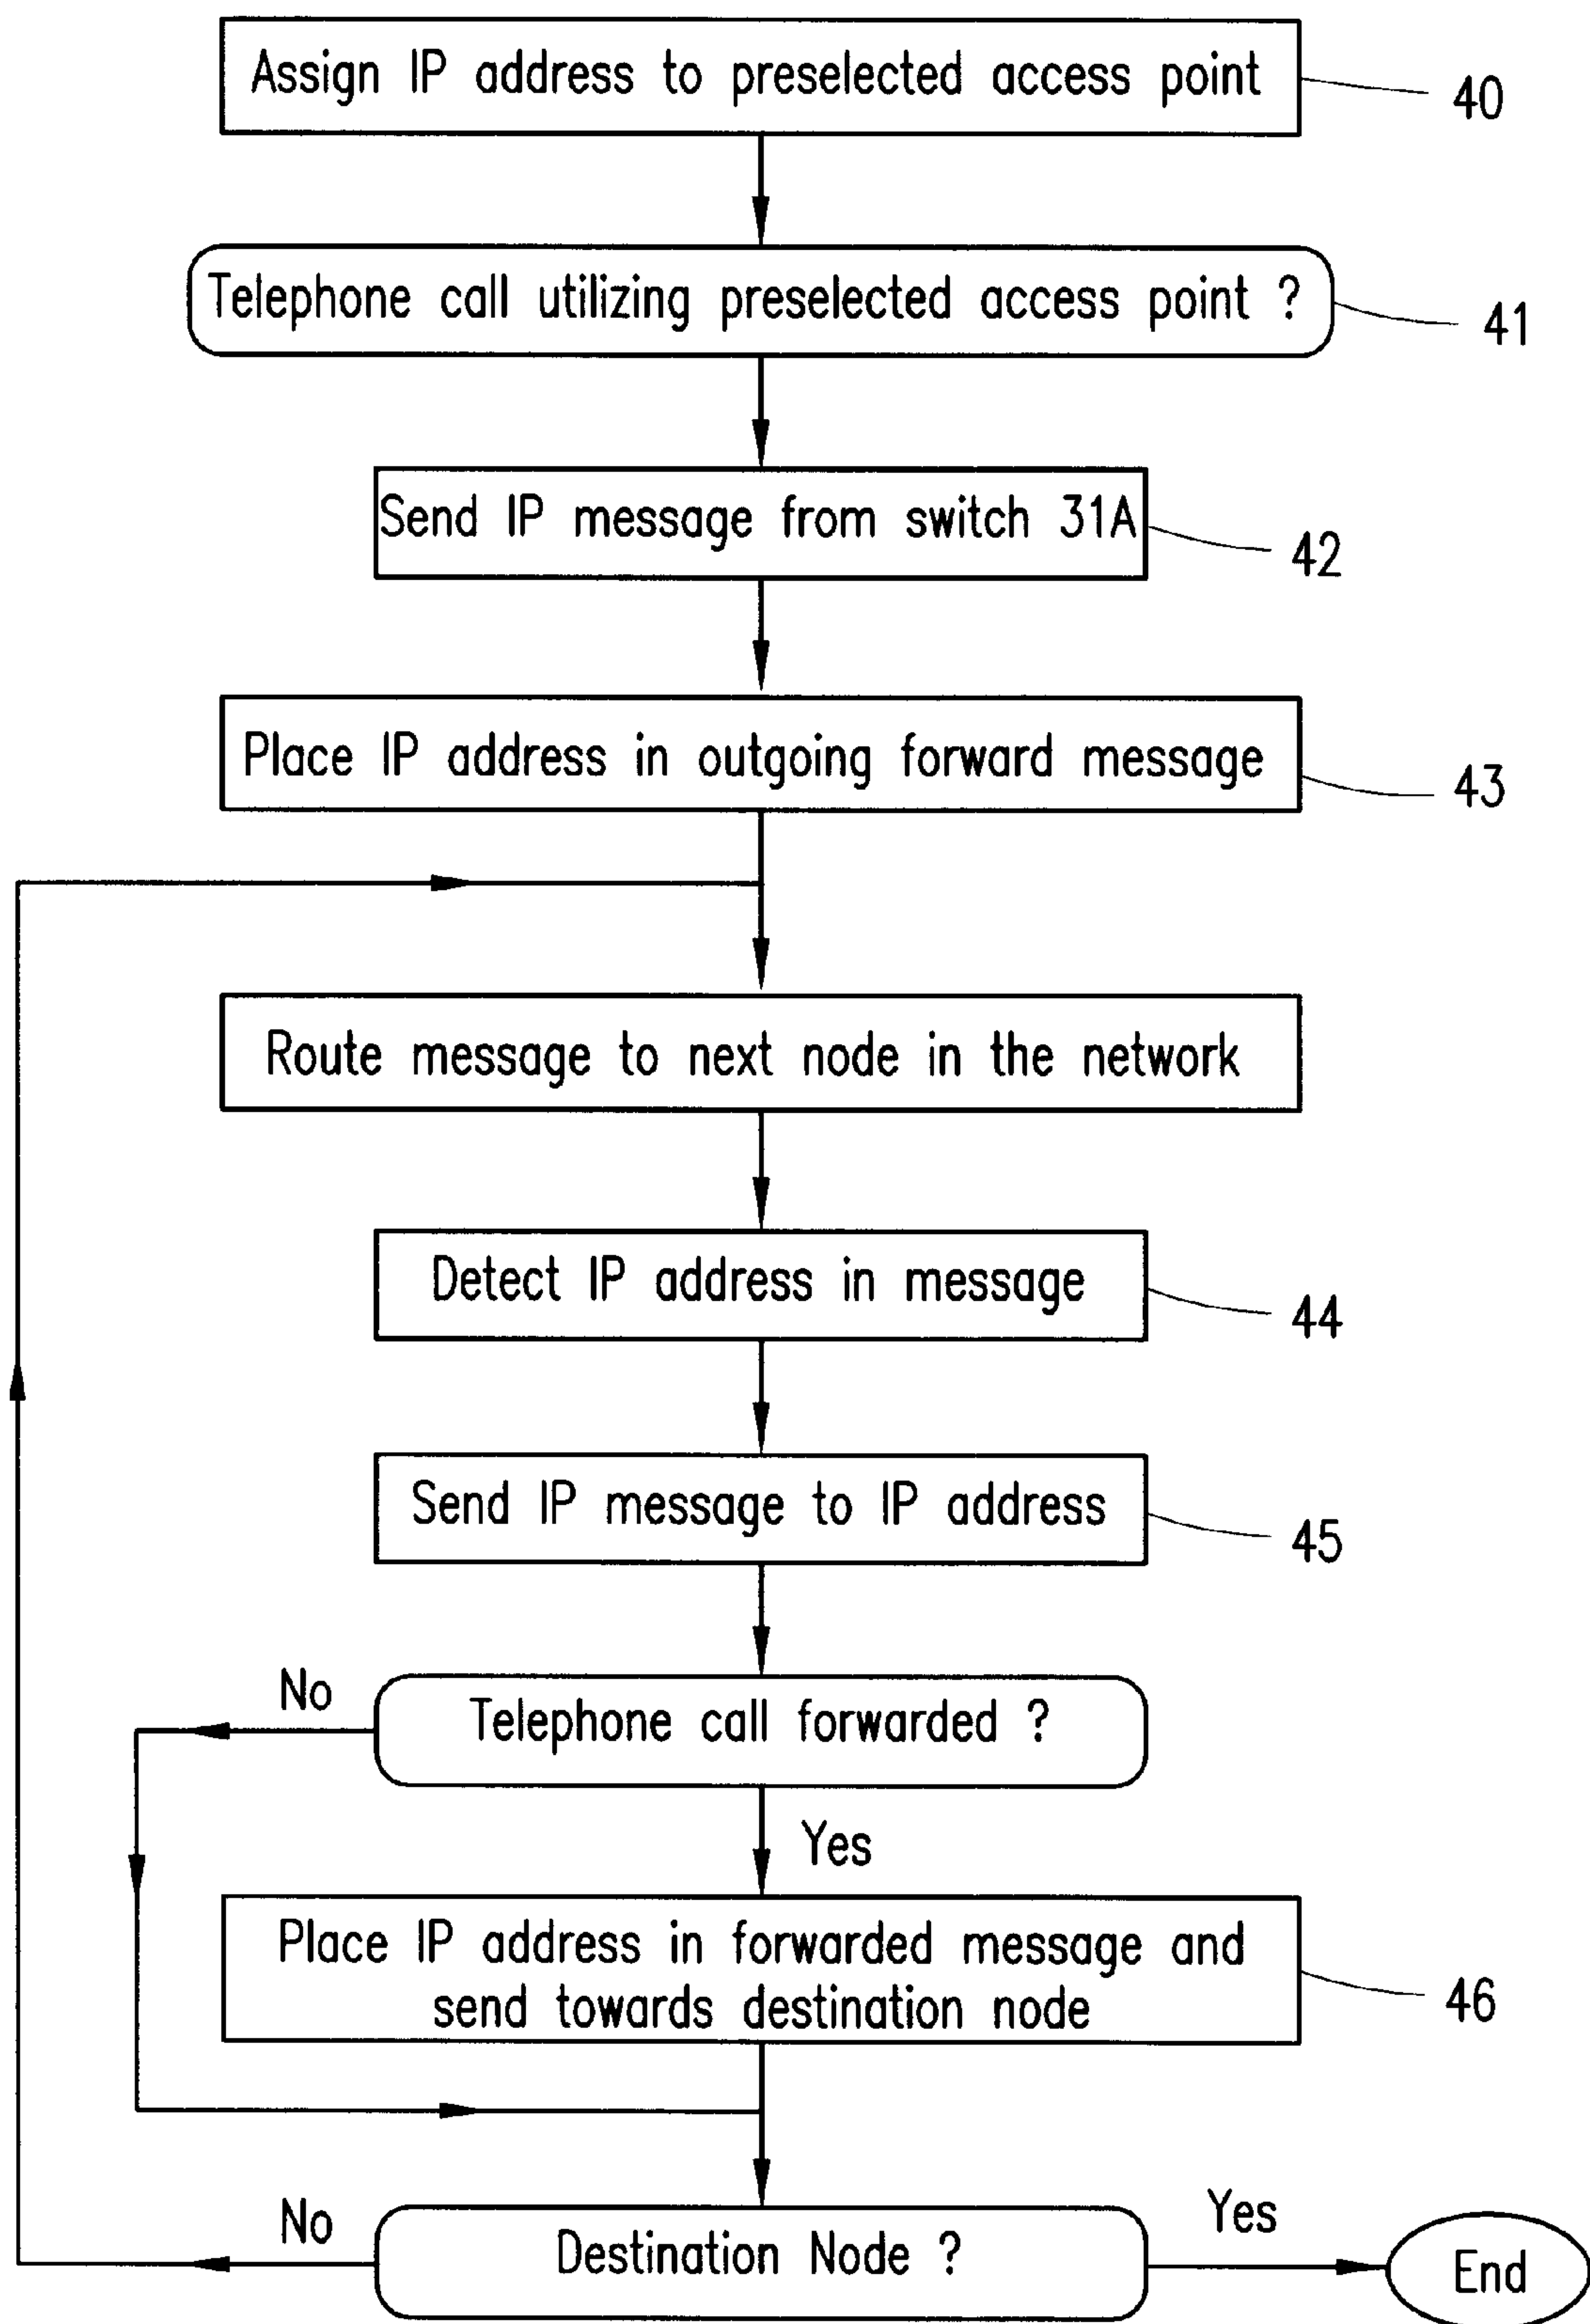 Assign IP address to preselected access point
40
Telephone call utilizing preselected access point ?
41
Send IP message from switch 31A
42
Place IP address in outgoing forward message
43
Route message to next node in the network
Detect IP address in message
44
Send IP message to IP address
45
No
Telephone call forwarded ?
Yes
Place IP address in forwarded message and
send towards destination node
46
No
Destination Node ?
Yes
End